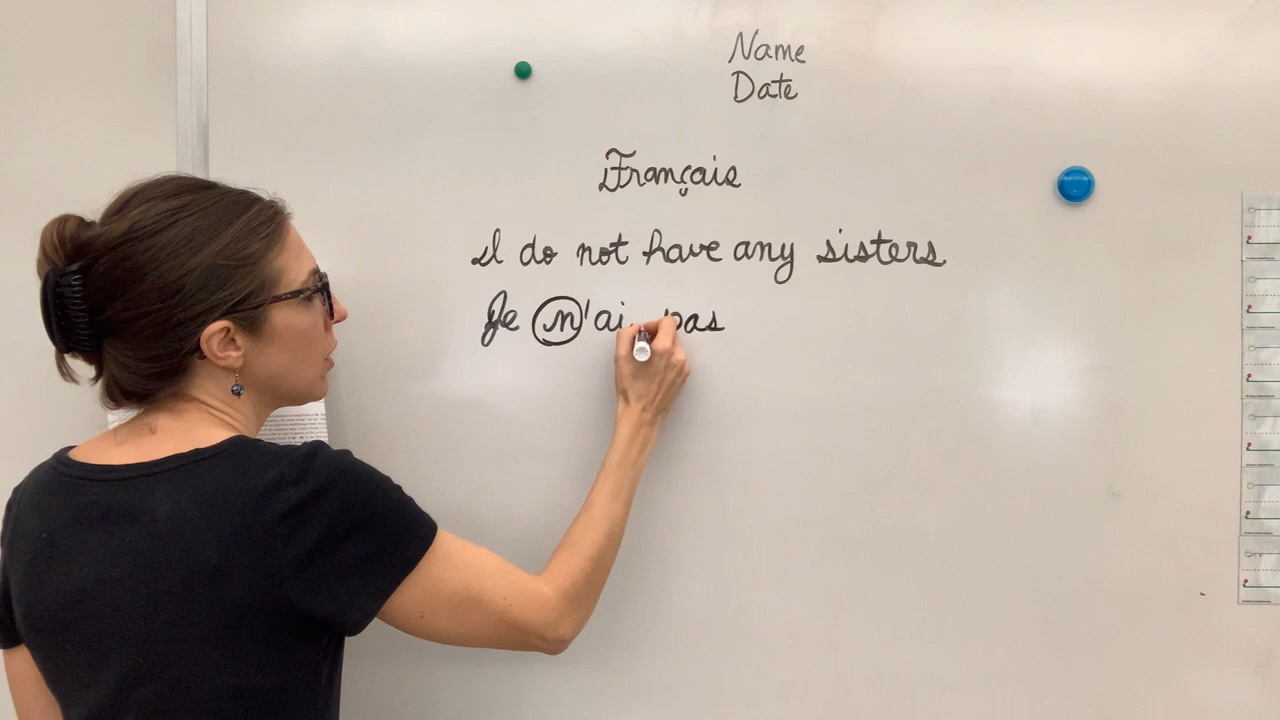 Name
Date
Français
I do not have any sisters
Je n'ai pas